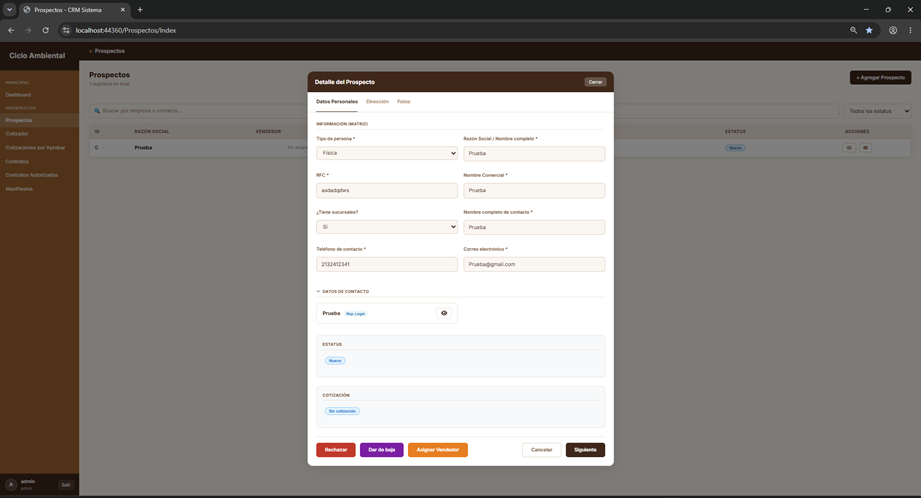 Prospectos - CRM Sistema
localhost:44360/Prospectos/Index
Ciclo Ambiental
PRINCIPAL
Dashboard
PROSPECTOS
Prospectos
Cotizador
Cotizaciones por Aprobar
Contratos
Contratos Autorizados
Manifiestos
A
admin
admin
Salir
Prospectos
Prospectos
1 registros en total
+ Agregar Prospecto
Buscar por empresa o contacto...
Todos los estatus
ID RAZÓN SOCIAL VENDEDOR ESTATUS ACCIONES
0 Prueba Nuevo
Detalle del Prospecto Cerrar
Datos Personales Dirección Fotos
INFORMACIÓN (MATRIZ)
Tipo de persona * Razón Social / Nombre completo *
Física Prueba
RFC * Nombre Comercial *
asdadqdws Prueba
¿Tiene sucursales? Nombre completo de contacto *
Sí Prueba
Teléfono de contacto * Correo electrónico *
2132412341 Prueba@gmail.com
DATOS DE CONTACTO
Prueba Rep. Legal
ESTATUS
Nuevo
COTIZACIÓN
Sin cotización
Rechazar Dar de baja Asignar Vendedor Cancelar Siguiente